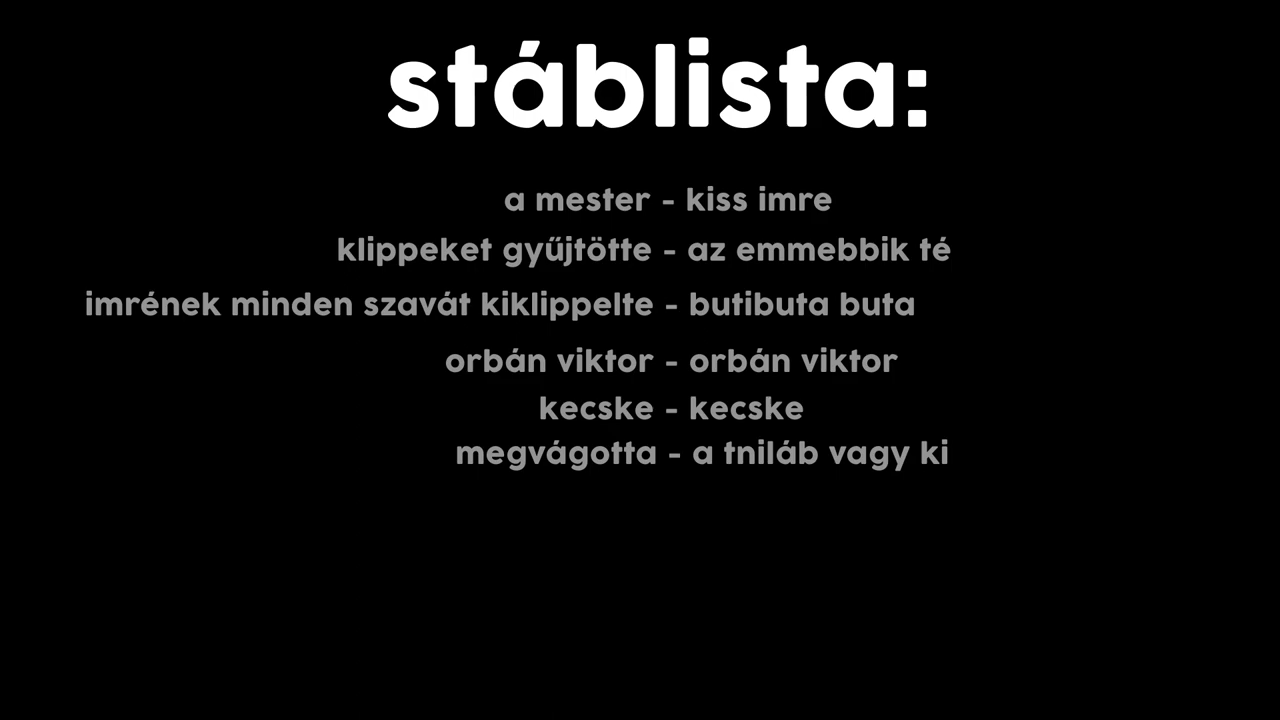 stáblista:
a mester - kiss imre
klippeket gyűjtötte - az emmebbik té
imrének minden szavát kiklippelte - butibuta buta
orbán viktor - orbán viktor
kecske - kecske
megvágotta - a tniláb vagy ki